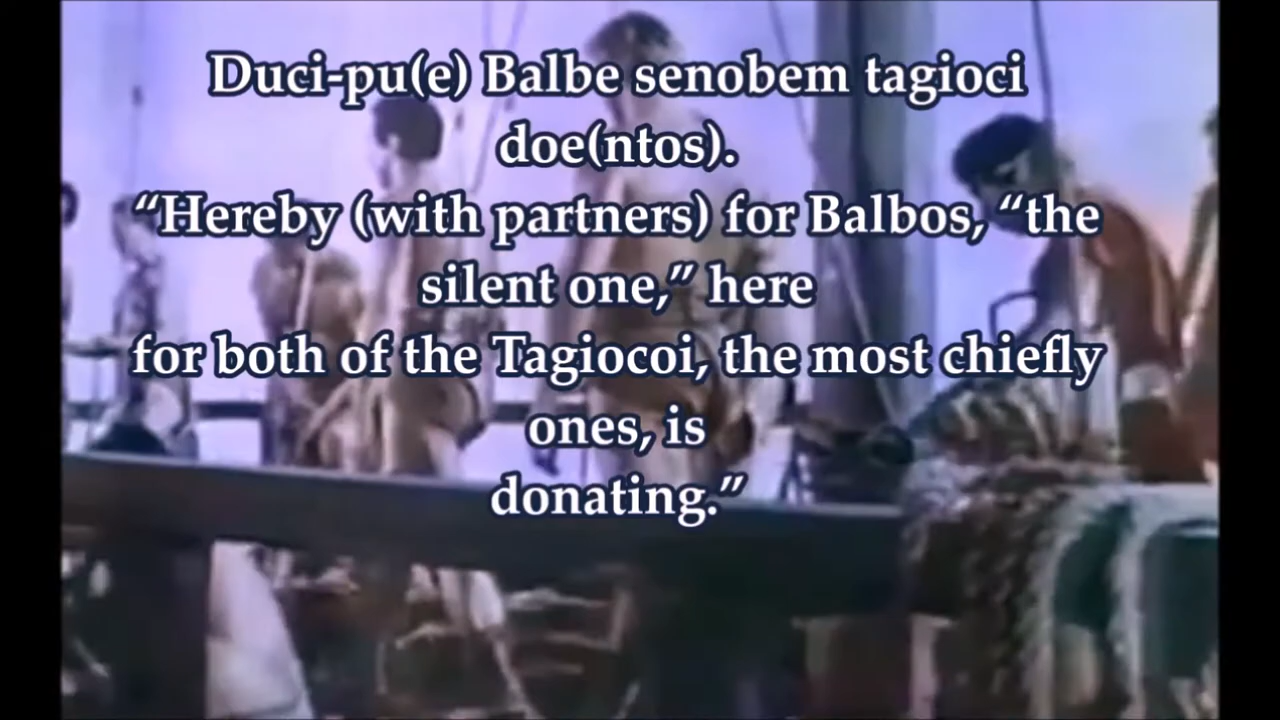 Duci-pu(e) Balbe senobem tagioci
doe(ntos).
“Hereby (with partners) for Balbos, “the
silent one,” here
for both of the Tagiocoi, the most chiefly
ones, is
donating.”